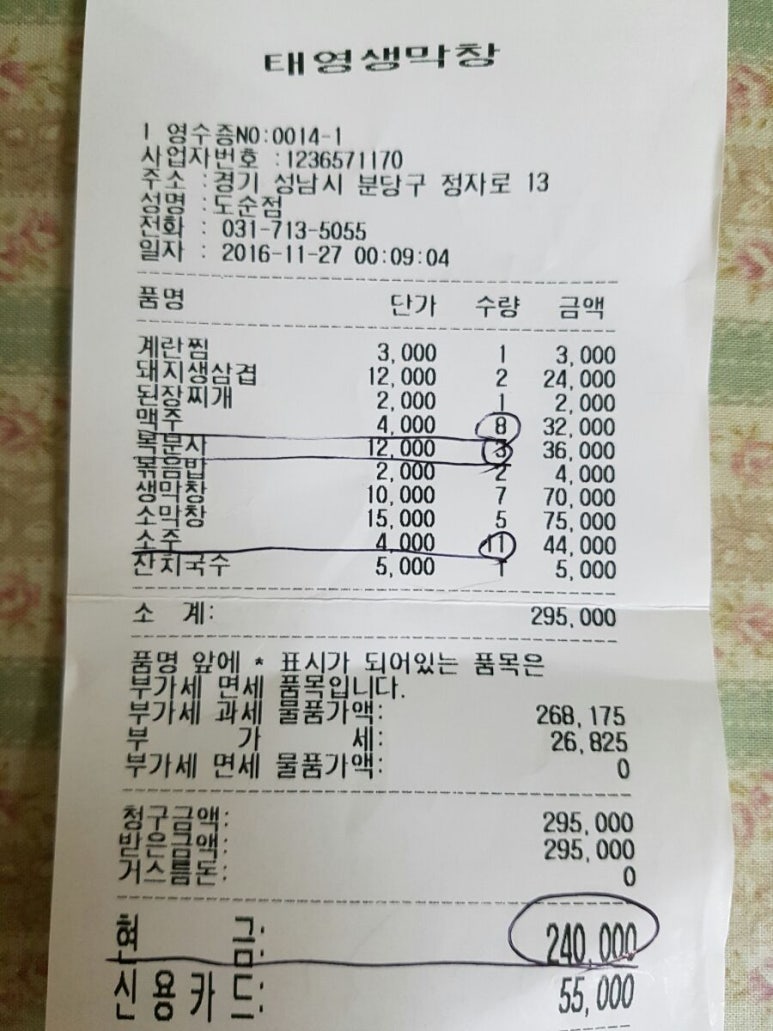 태영생막창
I 영수증NO:0014-1
사업자번호 :1236571170
주소 :경기 성남시 분당구 정자로 13
성명 :도순점
전화 : 031-713-5055
일자 : 2016-11-27 00:09:04
품명 단가 수량 금액
계란찜 3,000 1 3,000
돼지생삼겹 12,000 2 24,000
된장찌개 2,000 1 2,000
맥주 4,000 8 32,000
복분사 12,000 3 36,000
볶음밥 2,000 2 4,000
생막창 10,000 7 70,000
소막창 15,000 5 75,000
소주 4,000 11 44,000
잔치국수 5,000 1 5,000
소 계: 295,000
품명 앞에 * 표시가 되어있는 품목은
부가세 면세 품목입니다.
부가세 과세 물품가액: 268,175
부 가 세: 26,825
부가세 면세 물품가액: 0
청구금액: 295,000
받은금액: 295,000
거스름돈: 0
현 금: 240,000
신용카드: 55,000